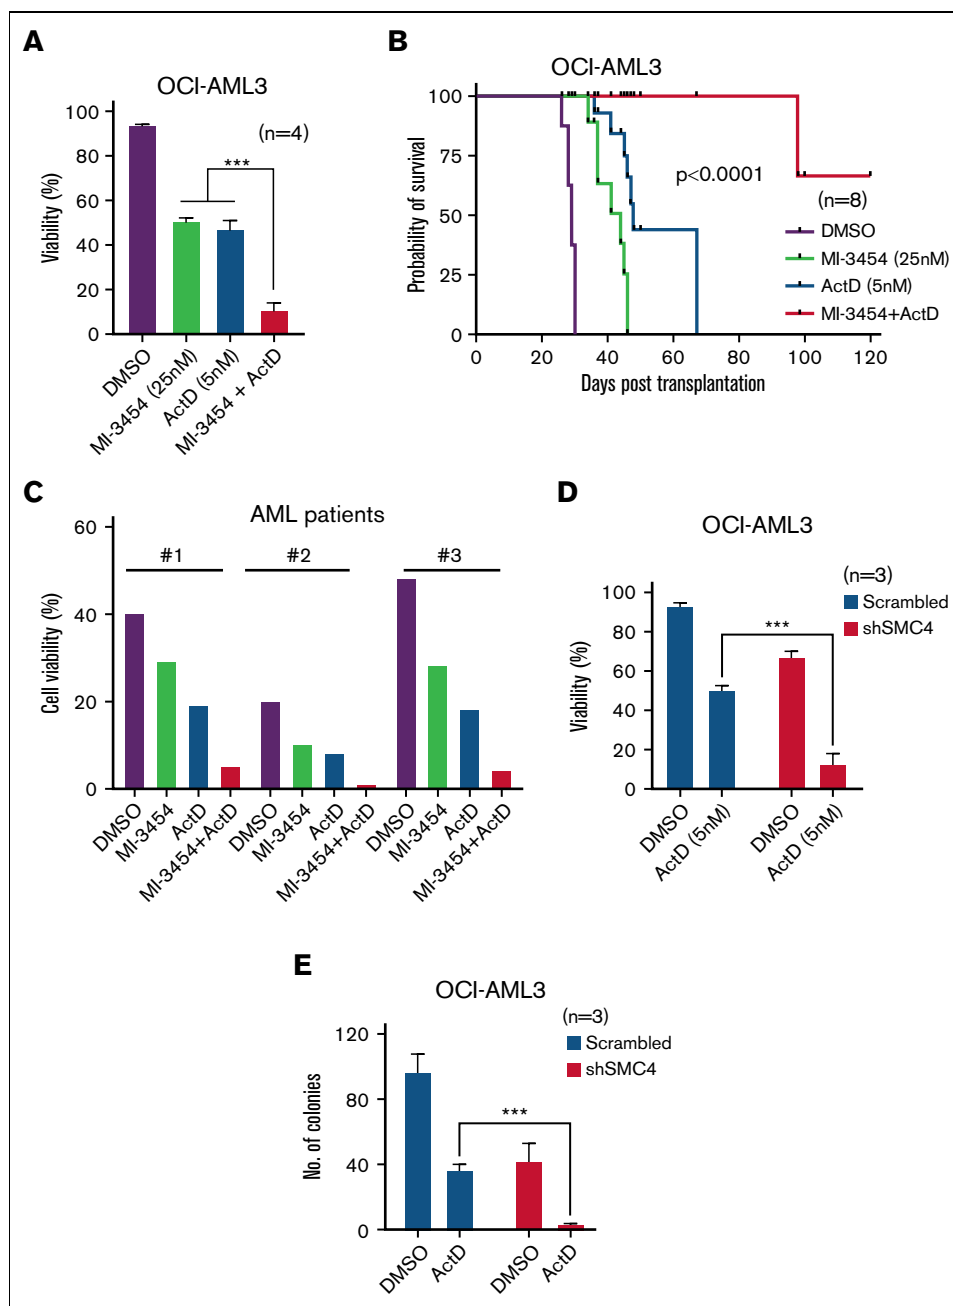 A
OCI-AML3
(n=4)
***
Viability (%)
100
80
60
40
20
0
DMSO
MI-3454 (25nM)
ActD (5nM)
MI-3454 + ActD
B
OCI-AML3
Probability of survival
100
75
50
25
0
p<0.0001
(n=8)
DMSO
MI-3454 (25nM)
ActD (5nM)
MI-3454+ActD
0 20 40 60 80 100 120
Days post transplantation
C
AML patients
#1 #2 #3
Cell viability (%)
60
40
20
0
DMSO
MI-3454
ActD
MI-3454+ActD
DMSO
MI-3454
ActD
MI-3454+ActD
DMSO
MI-3454
ActD
MI-3454+ActD
D
OCI-AML3
(n=3)
Scrambled
shSMC4
***
Viability (%)
100
80
60
40
20
0
DMSO
ActD (5nM)
DMSO
ActD (5nM)
E
OCI-AML3
(n=3)
Scrambled
shSMC4
***
No. of colonies
120
80
40
0
DMSO
ActD
DMSO
ActD